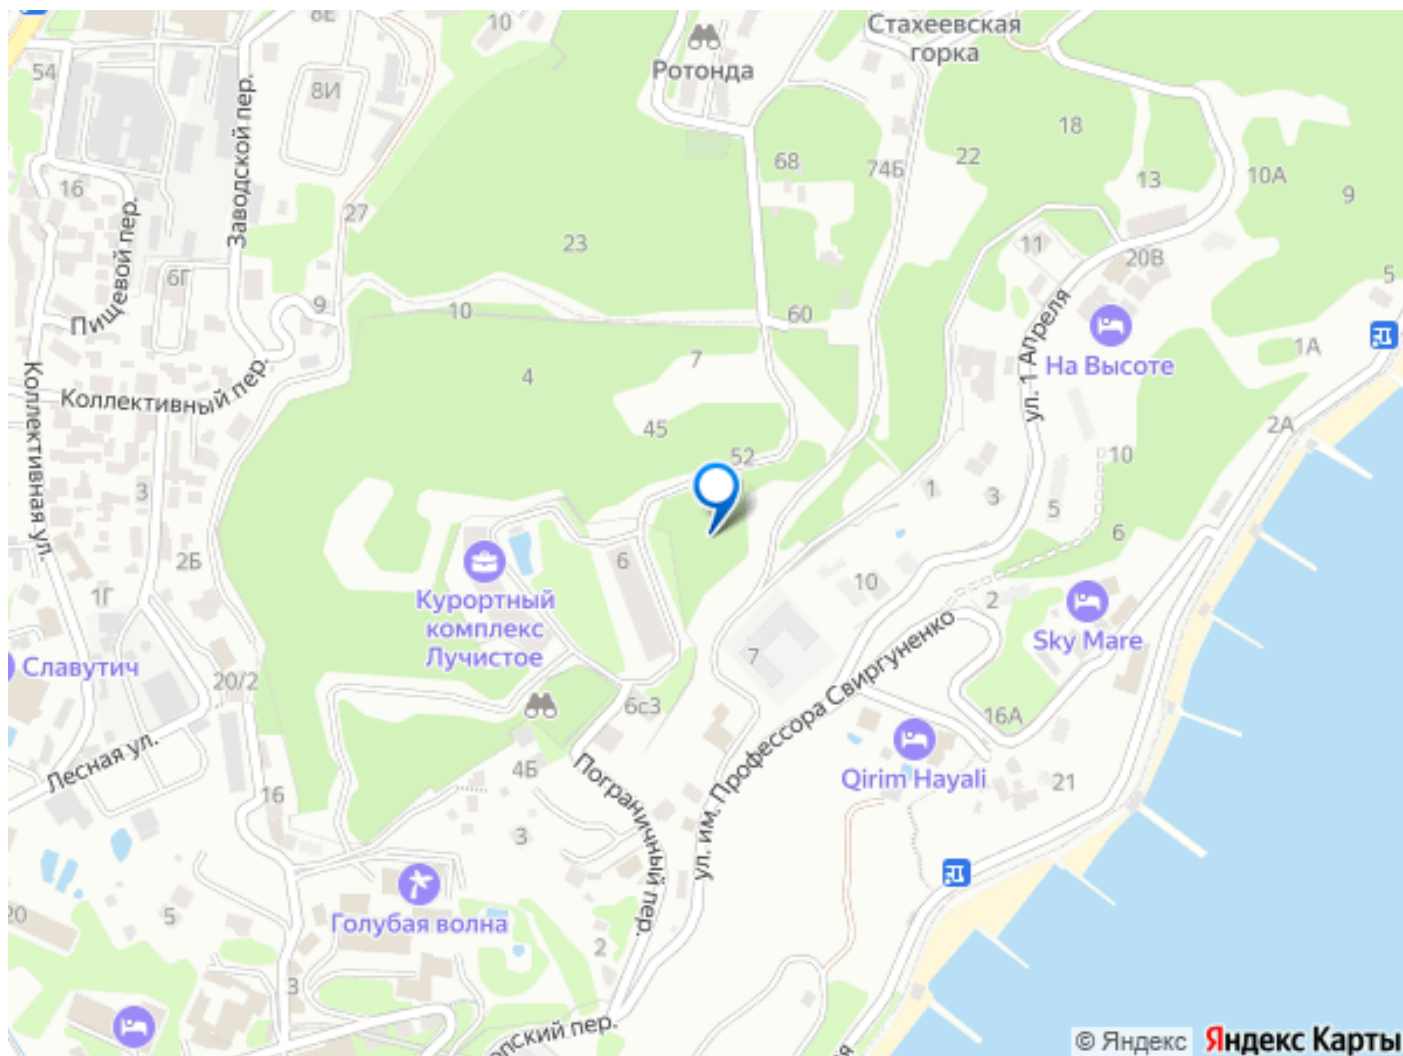 8Е
10
Стахеевская
горка
Ротонда
54
8И
18
68
74Б
22
13
10А
9
16
Заводской пер.
27
Пищевой пер.
6Г
23
11
20В
5
9
10
60
ул. 1 Апреля
На Высоте
1А
7
4
Коллективный пер.
Коллективная ул.
45
52
2А
10
3
1
3
5
6
2Б
6
10
2
1Г
Курортный
комплекс
Лучистое
Sky Mare
Славутич
7
20/2
6с3
ул. им. Профессора Свиргуненко
16А
Лесная ул.
4Б
Пограничный пер.
Qirim Hayali
21
16
3
3
Голубая волна
5
20
2
3
рский пер.
© Яндекс
Яндекс Карты